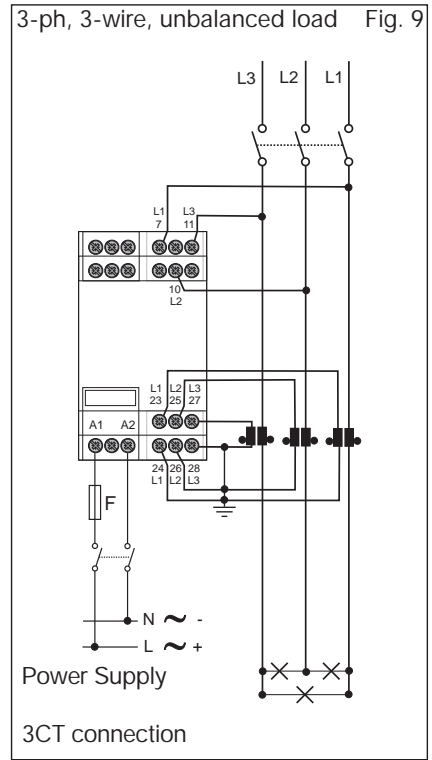 3-ph, 3-wire, unbalanced load Fig. 9
L3 L2 L1
L1 L3
7 11
10
L2
L1 L2 L3
23 25 27
A1 A2
24 26 28
L1 L2 L3
F
N ~ -
L ~ +
Power Supply
3CT connection